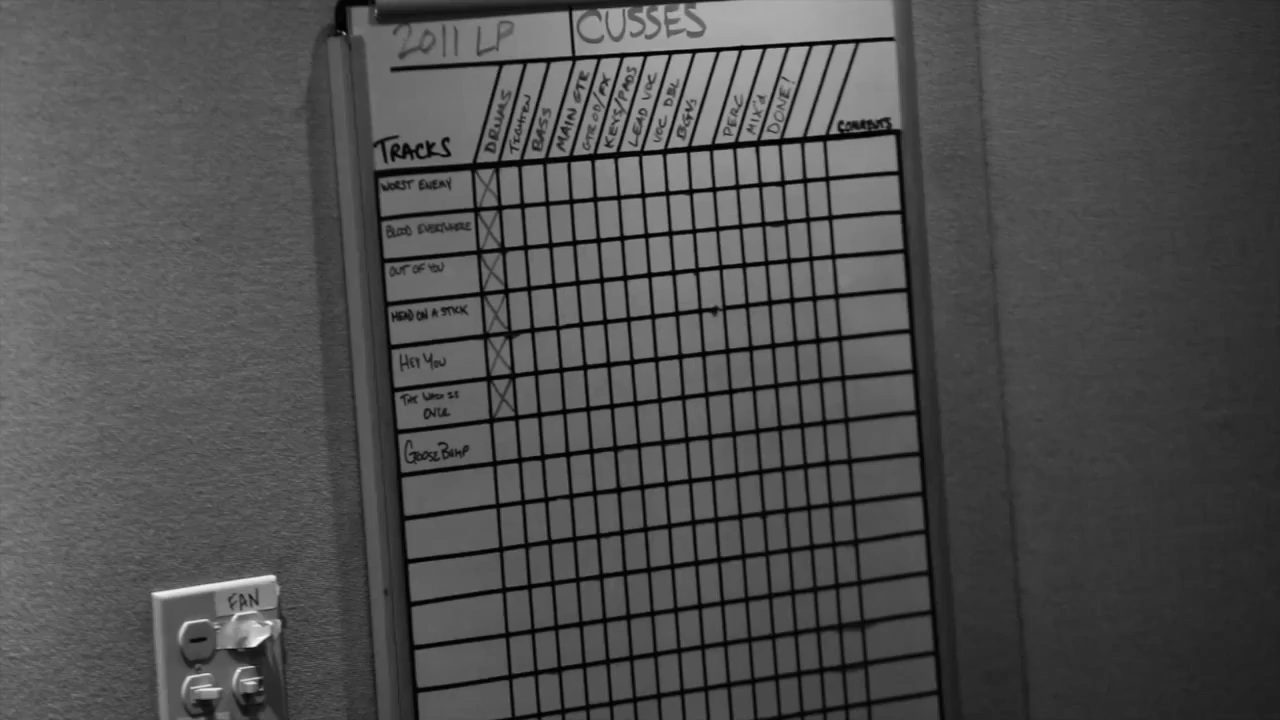 2011 LP CUSSES
TRACKS DRUMS TIGHTEN BASS MAIN GTR GTR OD/FX KEYS/PADS LEAD VOC VOC DBL BGVs PERC MIX'd DONE! COMMENTS
WORST ENEMY
BLOOD EVERYWHERE
OUT OF YOU
HEAD ON A STICK
HEY YOU
THE IS
OVER
GOOSEBUMP
FAN